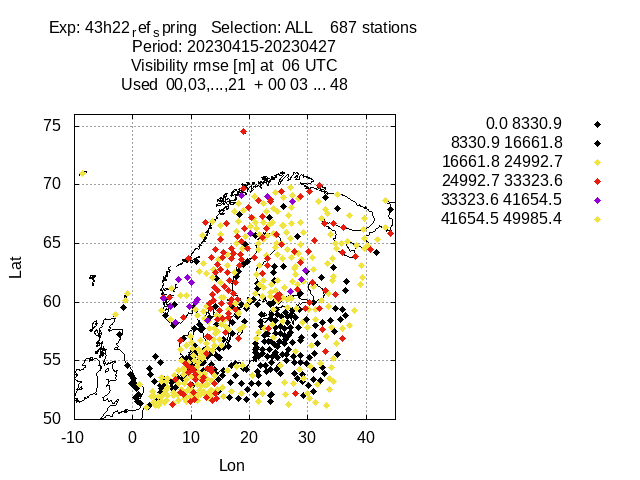 Exp: 43h22ref spring Selection: ALL 687 stations
Period: 20230415-20230427
Visibility rmse [m] at 06 UTC
Used 00,03,...,21 + 00 03 ... 48
0.0 8330.9
8330.9 16661.8
16661.8 24992.7
24992.7 33323.6
33323.6 41654.5
41654.5 49985.4
75
70
65
60
55
50
Lat
-10 0 10 20 30 40
Lon